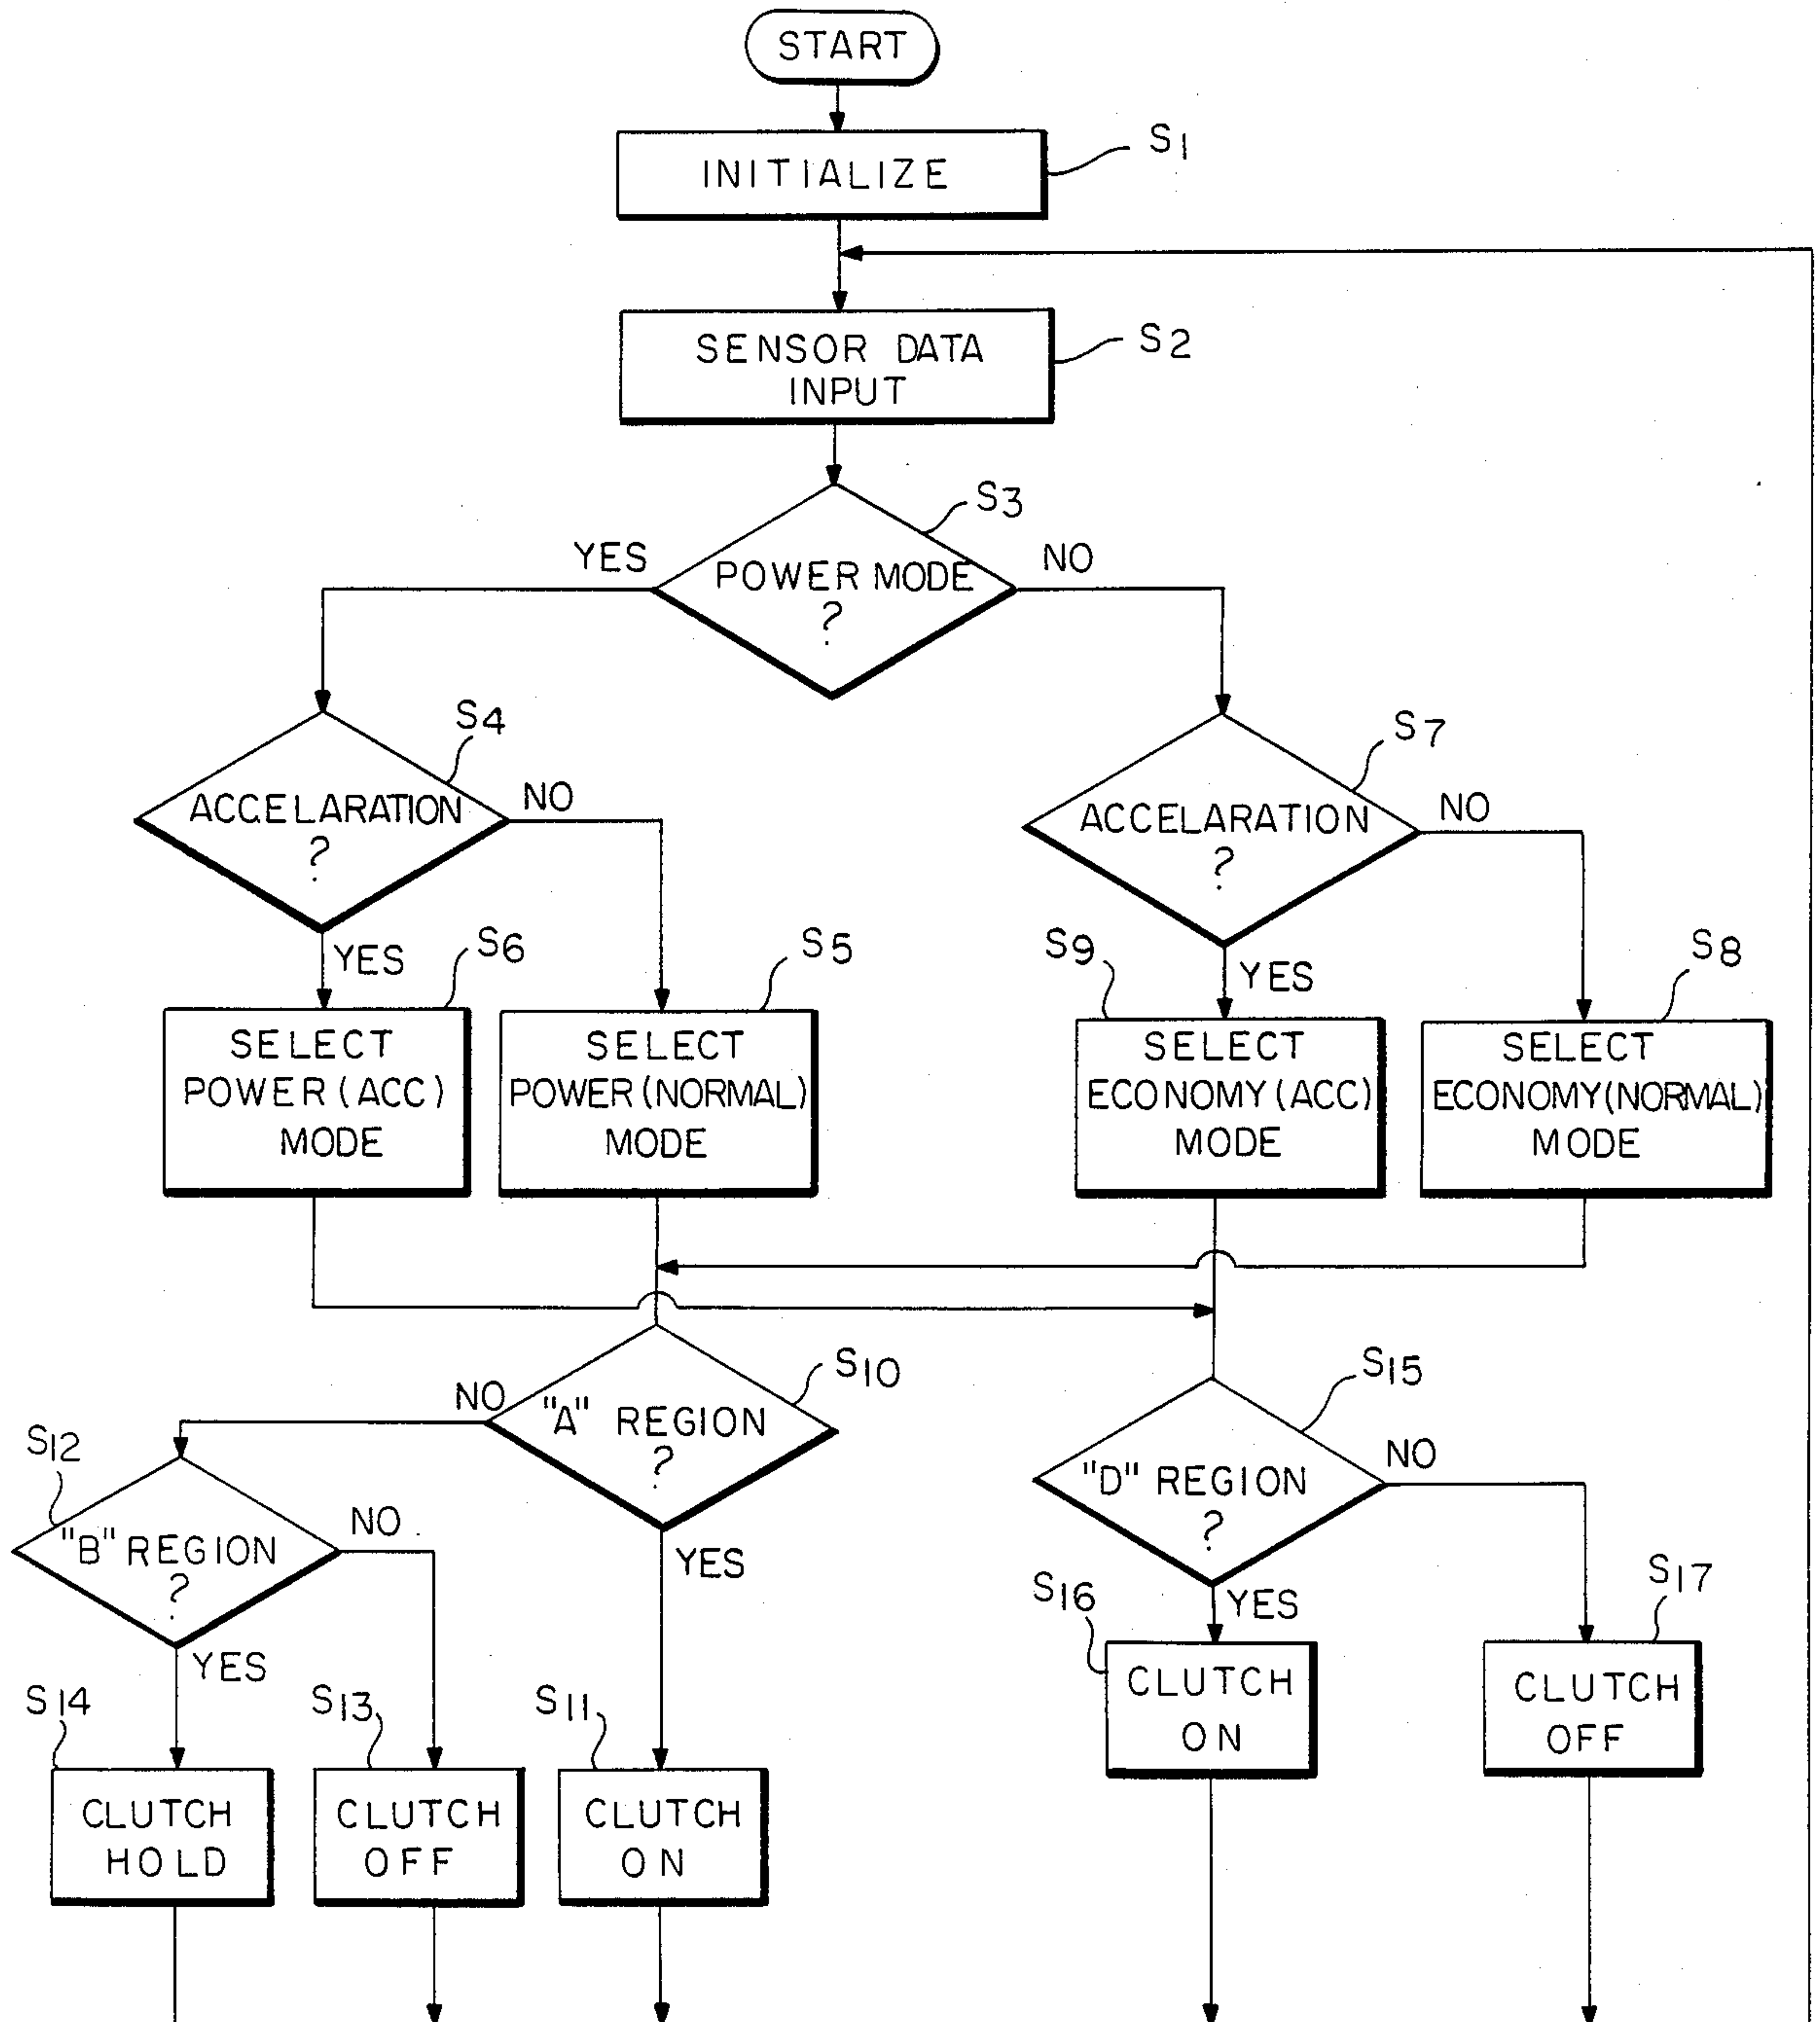 START
INITIALIZE
S1
SENSOR DATA
INPUT
S2
S3
YES
POWER MODE
?
NO
S4
ACCELARATION
?
NO
YES
S7
ACCELARATION
?
NO
YES
S6
SELECT
POWER (ACC)
MODE
S5
SELECT
POWER (NORMAL)
MODE
S9
SELECT
ECONOMY (ACC)
MODE
S8
SELECT
ECONOMY (NORMAL)
MODE
S10
NO
"A" REGION
?
YES
S15
"D" REGION
?
NO
YES
S12
"B" REGION
?
NO
YES
S16
CLUTCH
ON
S17
CLUTCH
OFF
S14
CLUTCH
HOLD
S13
CLUTCH
OFF
S11
CLUTCH
ON